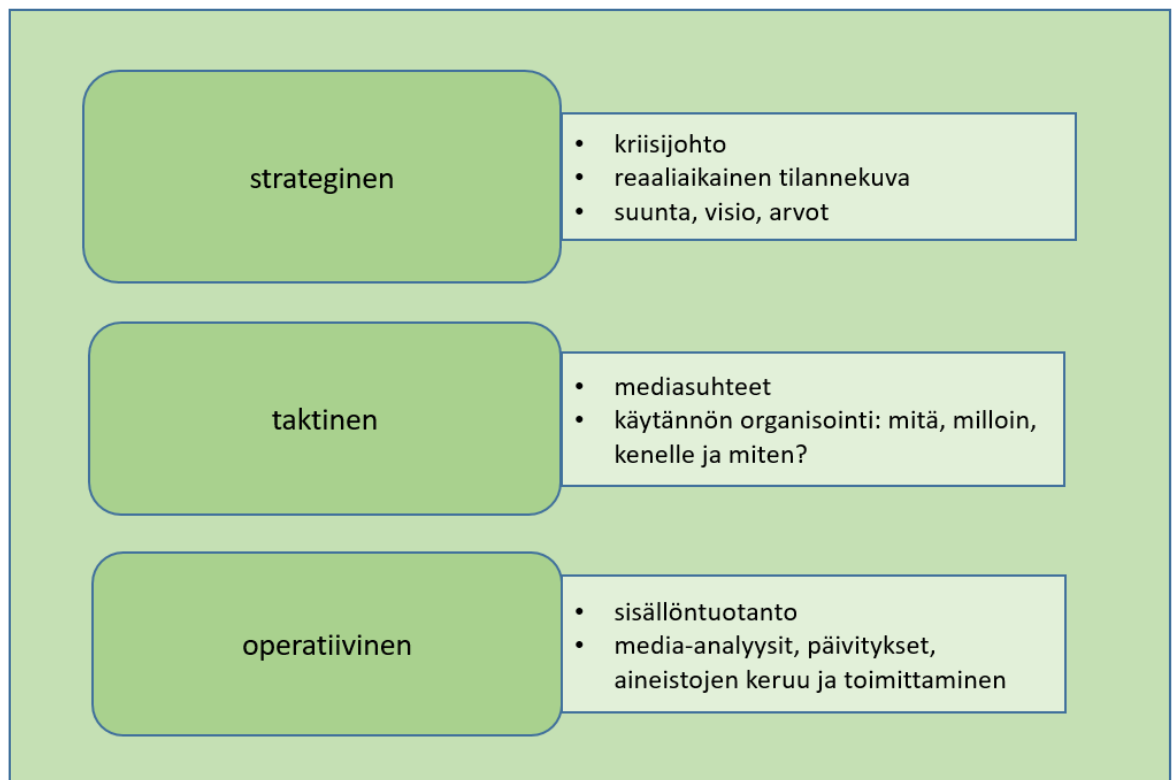 strateginen
• kriisijohto
• reaaliaikainen tilannekuva
• suunta, visio, arvot
taktinen
• mediasuhteet
• käytännön organisointi: mitä, milloin,
kenelle ja miten?
operatiivinen
• sisällöntuotanto
• media-analyysit, päivitykset,
aineistojen keruu ja toimittaminen